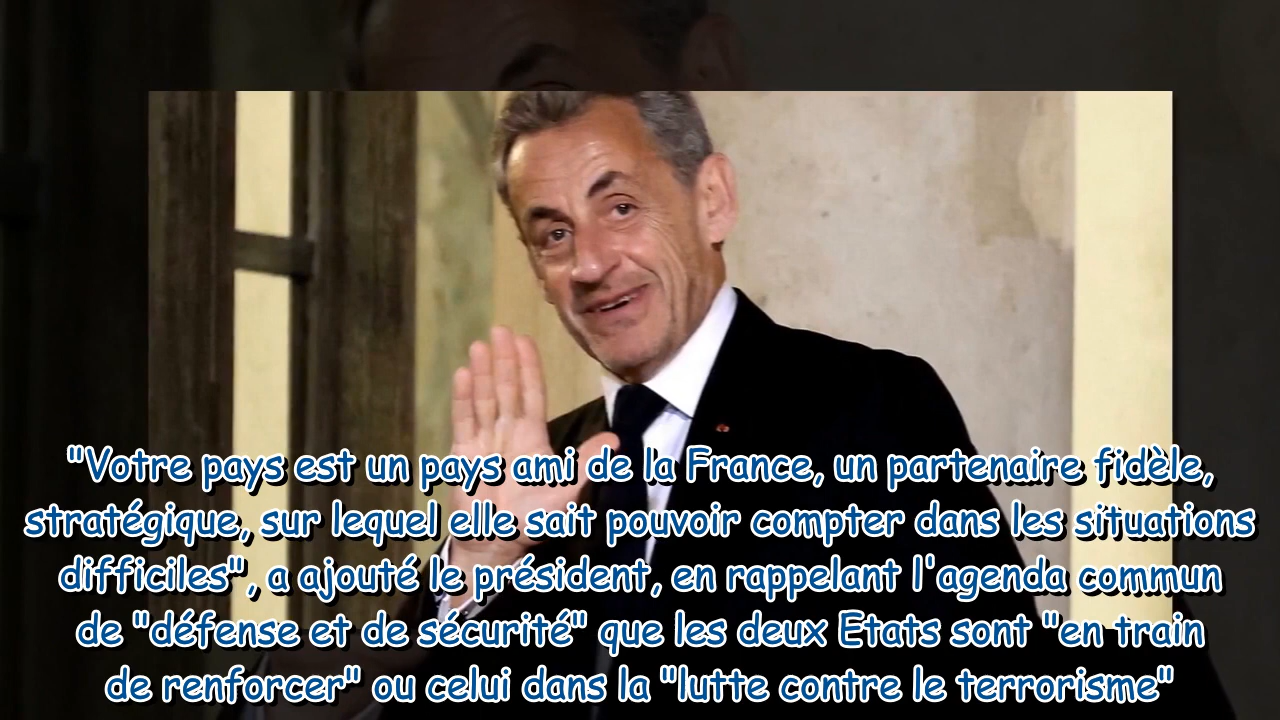 "Votre pays est un pays ami de la France, un partenaire fidèle,
stratégique, sur lequel elle sait pouvoir compter dans les situations
difficiles", a ajouté le président, en rappelant l'agenda commun
de "défense et de sécurité" que les deux Etats sont "en train
de renforcer" ou celui dans la "lutte contre le terrorisme"